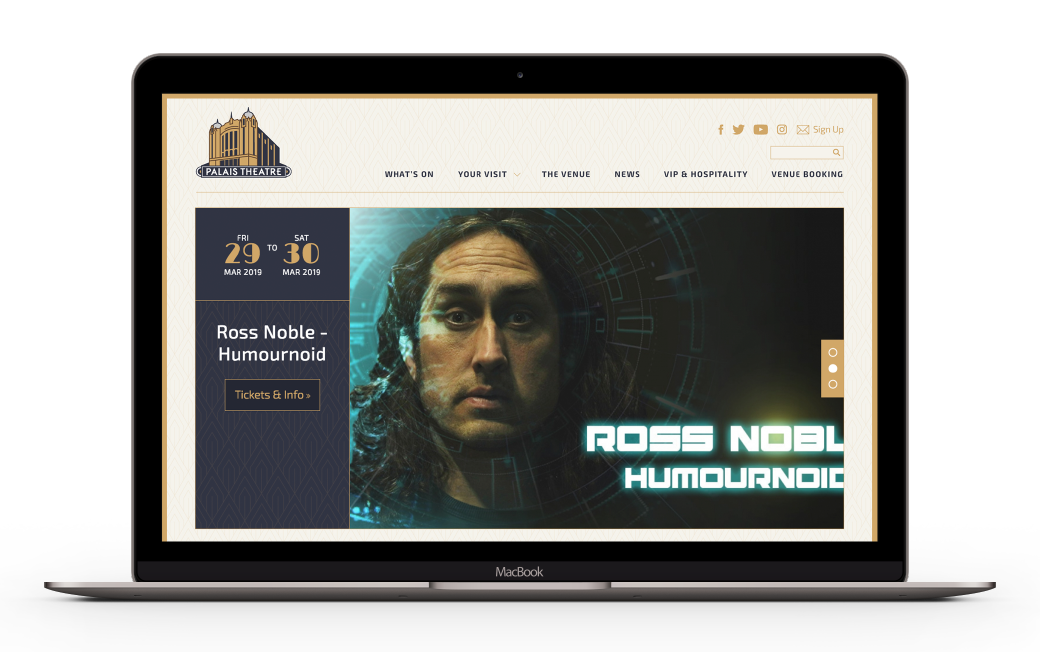 PALAIS THEATRE
Sign Up
WHAT'S ON YOUR VISIT THE VENUE NEWS VIP & HOSPITALITY VENUE BOOKING
FRI
29
MAR 2019
TO
SAT
30
MAR 2019
Ross Noble -
Humournoid
Tickets & Info »
ROSS NOBL
HUMOURNOID
MacBook